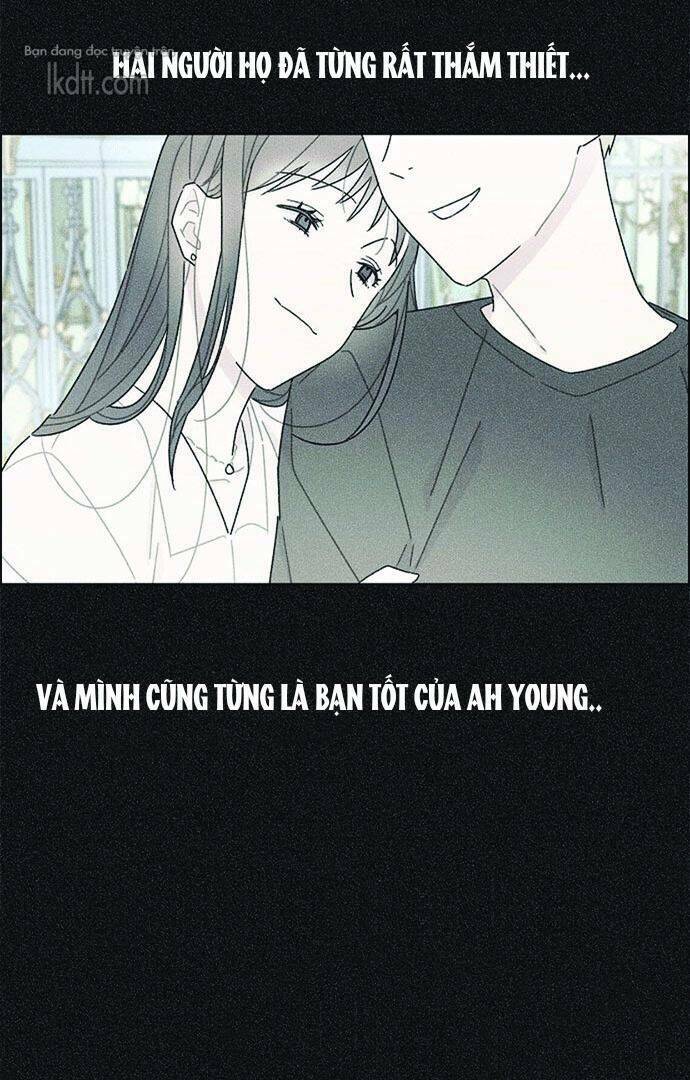 Bạn đang đọc truyện trên
lkdtt.com
HAI NGƯỜI HỌ ĐÃ TỪNG RẤT THẮM THIẾT...
VÀ MÌNH CŨNG TỪNG LÀ BẠN TỐT CỦA AH YOUNG..